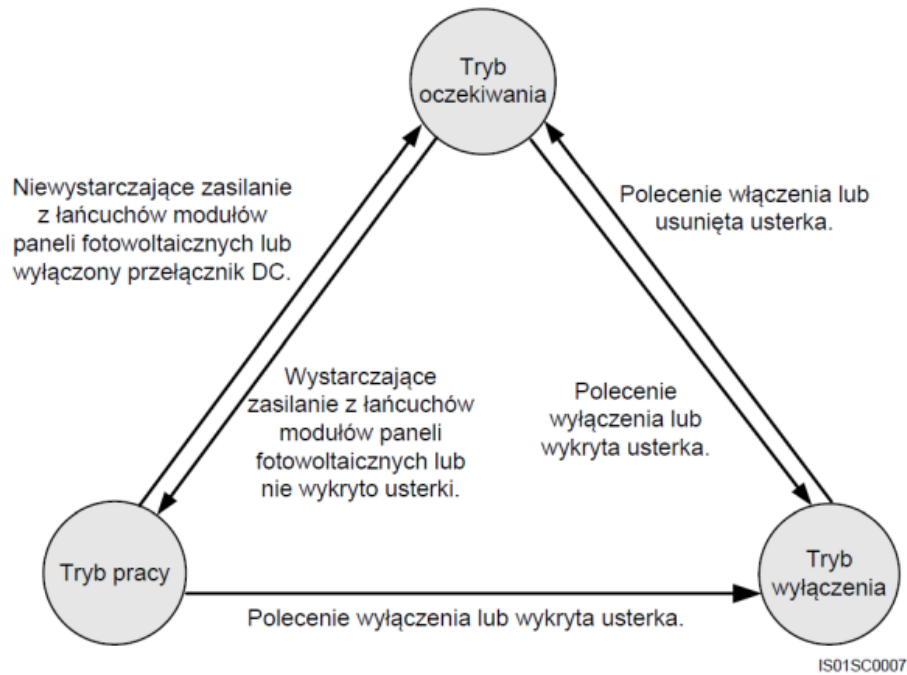 Tryb
oczekiwania
Niewystarczające zasilanie
z łańcuchów modułów
paneli fotowoltaicznych lub
wyłączony przełącznik DC.
Polecenie włączenia lub
usunięta usterka.
Wystarczające
zasilanie z łańcuchów
modułów paneli
fotowoltaicznych lub
nie wykryto usterki.
Polecenie
wyłączenia lub
wykryta usterka.
Tryb pracy
Tryb
wyłączenia
Polecenie wyłączenia lub wykryta usterka.
IS01SC0007